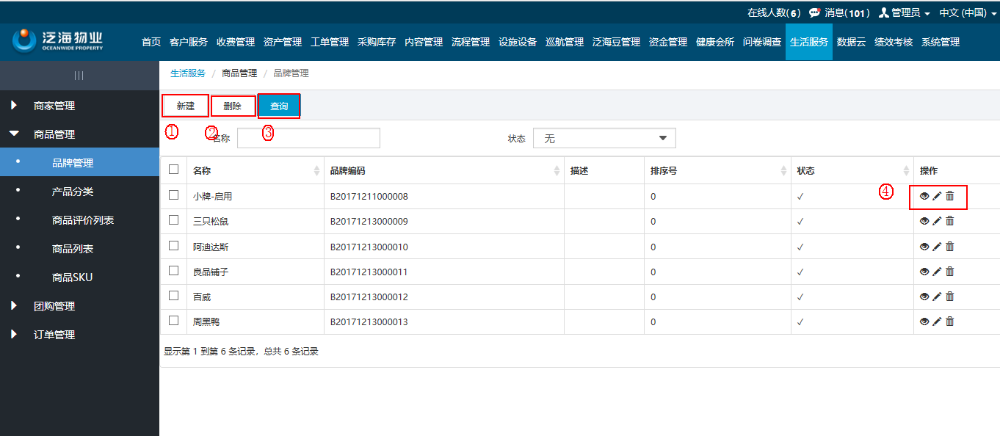 在线人数(6) 消息(101) 管理员 中文 (中国)
泛海物业
OCEANWIDE PROPERTY
首页 客户服务 收费管理 资产管理 工单管理 采购库存 内容管理 流程管理 设施设备 巡航管理 泛海豆管理 资金管理 健康会所 问卷调查 生活服务 数据云 绩效考核 系统管理
生活服务 / 商品管理 / 品牌管理
商家管理
商品管理
品牌管理
产品分类
商品评价列表
商品列表
商品SKU
团购管理
订单管理
新建 删除 查询
① ② ③
名称 状态 无
名称 品牌编码 描述 排序号 状态 操作
④
小牌-启用 B20171211000008 0 ✓
三只松鼠 B20171213000009 0 ✓
阿迪达斯 B20171213000010 0 ✓
良品铺子 B20171213000011 0 ✓
百威 B20171213000012 0 ✓
周黑鸭 B20171213000013 0 ✓
显示第 1 到第 6 条记录，总共 6 条记录